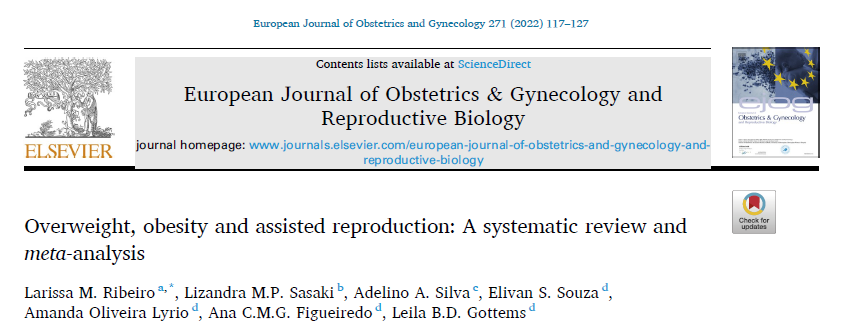 European Journal of Obstetrics and Gynecology 271 (2022) 117–127
Contents lists available at ScienceDirect
European Journal of Obstetrics & Gynecology and
Reproductive Biology
journal homepage: www.journals.elsevier.com/european-journal-of-obstetrics-and-gynecology-and-
reproductive-biology
ELSEVIER
ejog
Obstetrics & Gynecology
Check for
updates
Overweight, obesity and assisted reproduction: A systematic review and
meta-analysis
Larissa M. Ribeiro a,*, Lizandra M.P. Sasaki b, Adelino A. Silva c, Elivan S. Souza d,
Amanda Oliveira Lyrio d, Ana C.M.G. Figueiredo d, Leila B.D. Gottems d